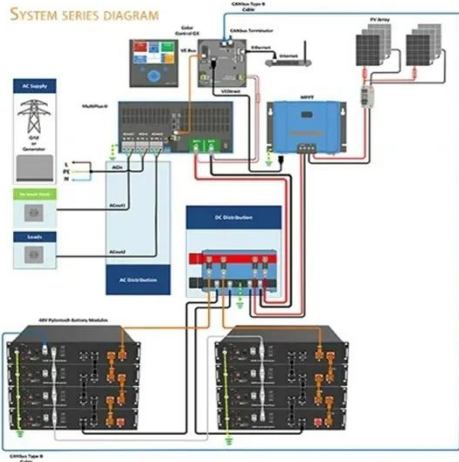 SYSTEM SERIES DIAGRAM
CANbus Type B
Cable
Color
Control GX
CANbus Terminator
PV Array
VE.Bus
Ethernet
Internet
AC Supply
VE.Direct
MultiPlus-II
MPPT
Grid
or
Generator
L
PE
N
ACin
ACout1
Loads
DC Distribution
ACout2
AC Distribution
48V Pylontech Battery Modules
CANbus Type B
Cable